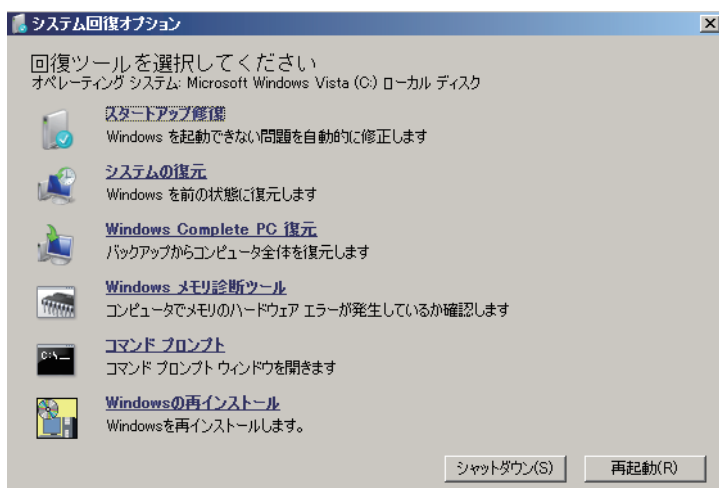 システム回復オプション
回復ツールを選択してください
オペレーティング システム: Microsoft Windows Vista (C:) ローカル ディスク
スタートアップ修復
Windows を起動できない問題を自動的に修正します
システムの復元
Windows を前の状態に復元します
Windows Complete PC 復元
バックアップからコンピュータ全体を復元します
Windows メモリ診断ツール
コンピュータでメモリのハードウェア エラーが発生しているか確認します
C:\_
コマンド プロンプト
コマンド プロンプト ウィンドウを開きます
Windowsの再インストール
Windowsを再インストールします。
シャットダウン(S)
再起動(R)